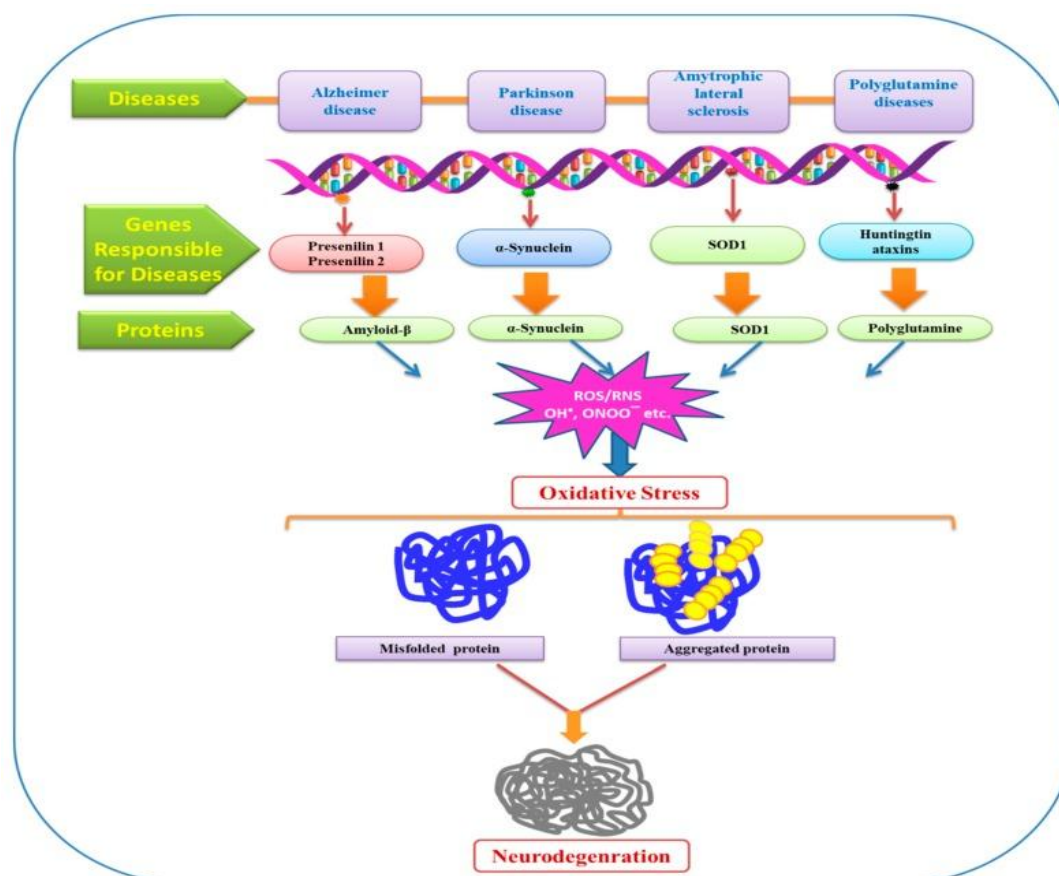 Diseases
Alzheimer
disease
Parkinson
disease
Amytrophic
lateral
sclerosis
Polyglutamine
diseases
Genes
Responsible
for Diseases
Presenilin 1
Presenilin 2
α-Synuclein
SOD1
Huntingtin
ataxins
Proteins
Amyloid-β
α-Synuclein
SOD1
Polyglutamine
ROS/RNS
OH•, ONOO¯ etc.
Oxidative Stress
Misfolded protein
Aggregated protein
Neurodegenration